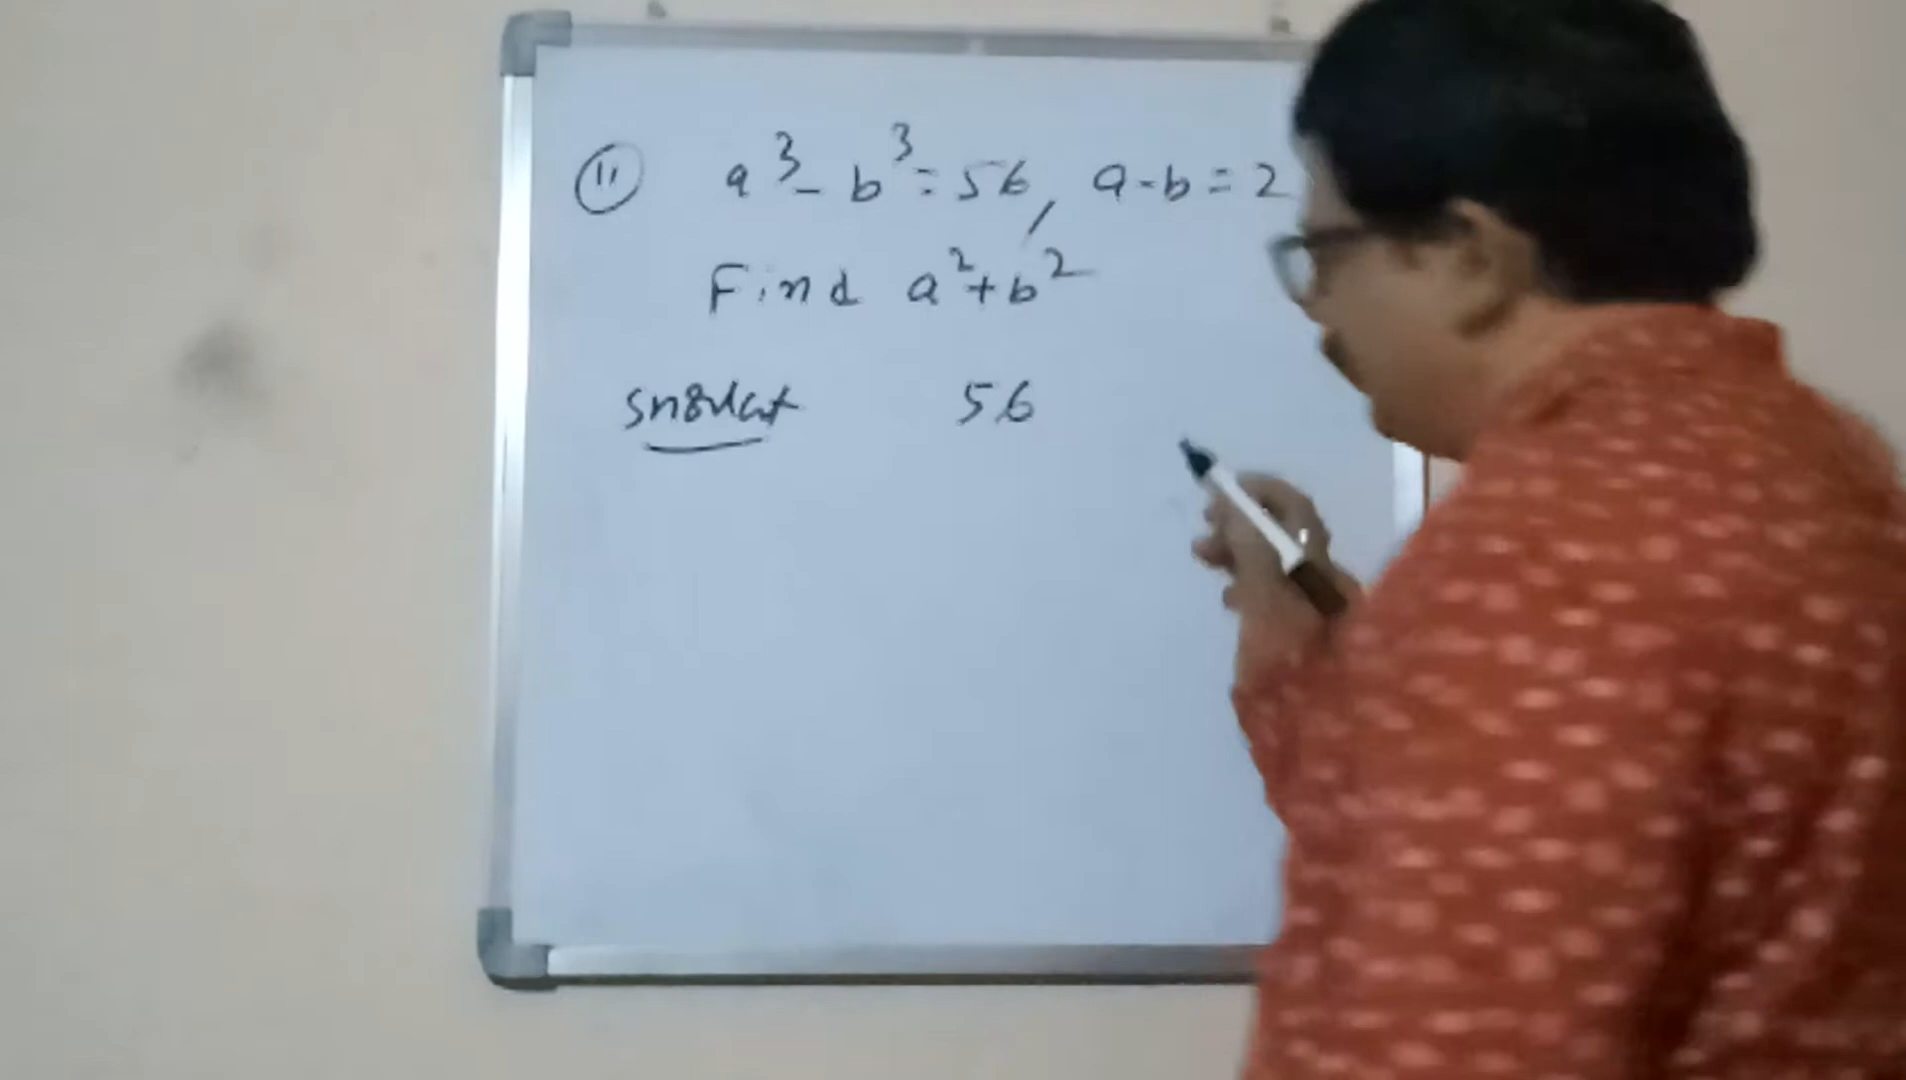 11 a³ - b³ = 56, a - b = 2
Find a² + b²
56